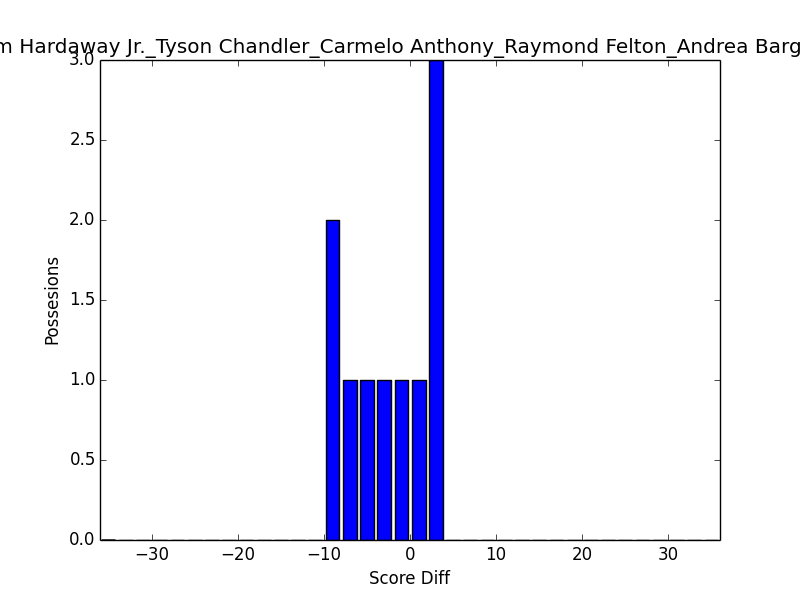 m Hardaway Jr._Tyson Chandler_Carmelo Anthony_Raymond Felton_Andrea Barg
3.0
2.5
2.0
1.5
1.0
0.5
0.0
Possesions
−30 −20 −10 0 10 20 30
Score Diff